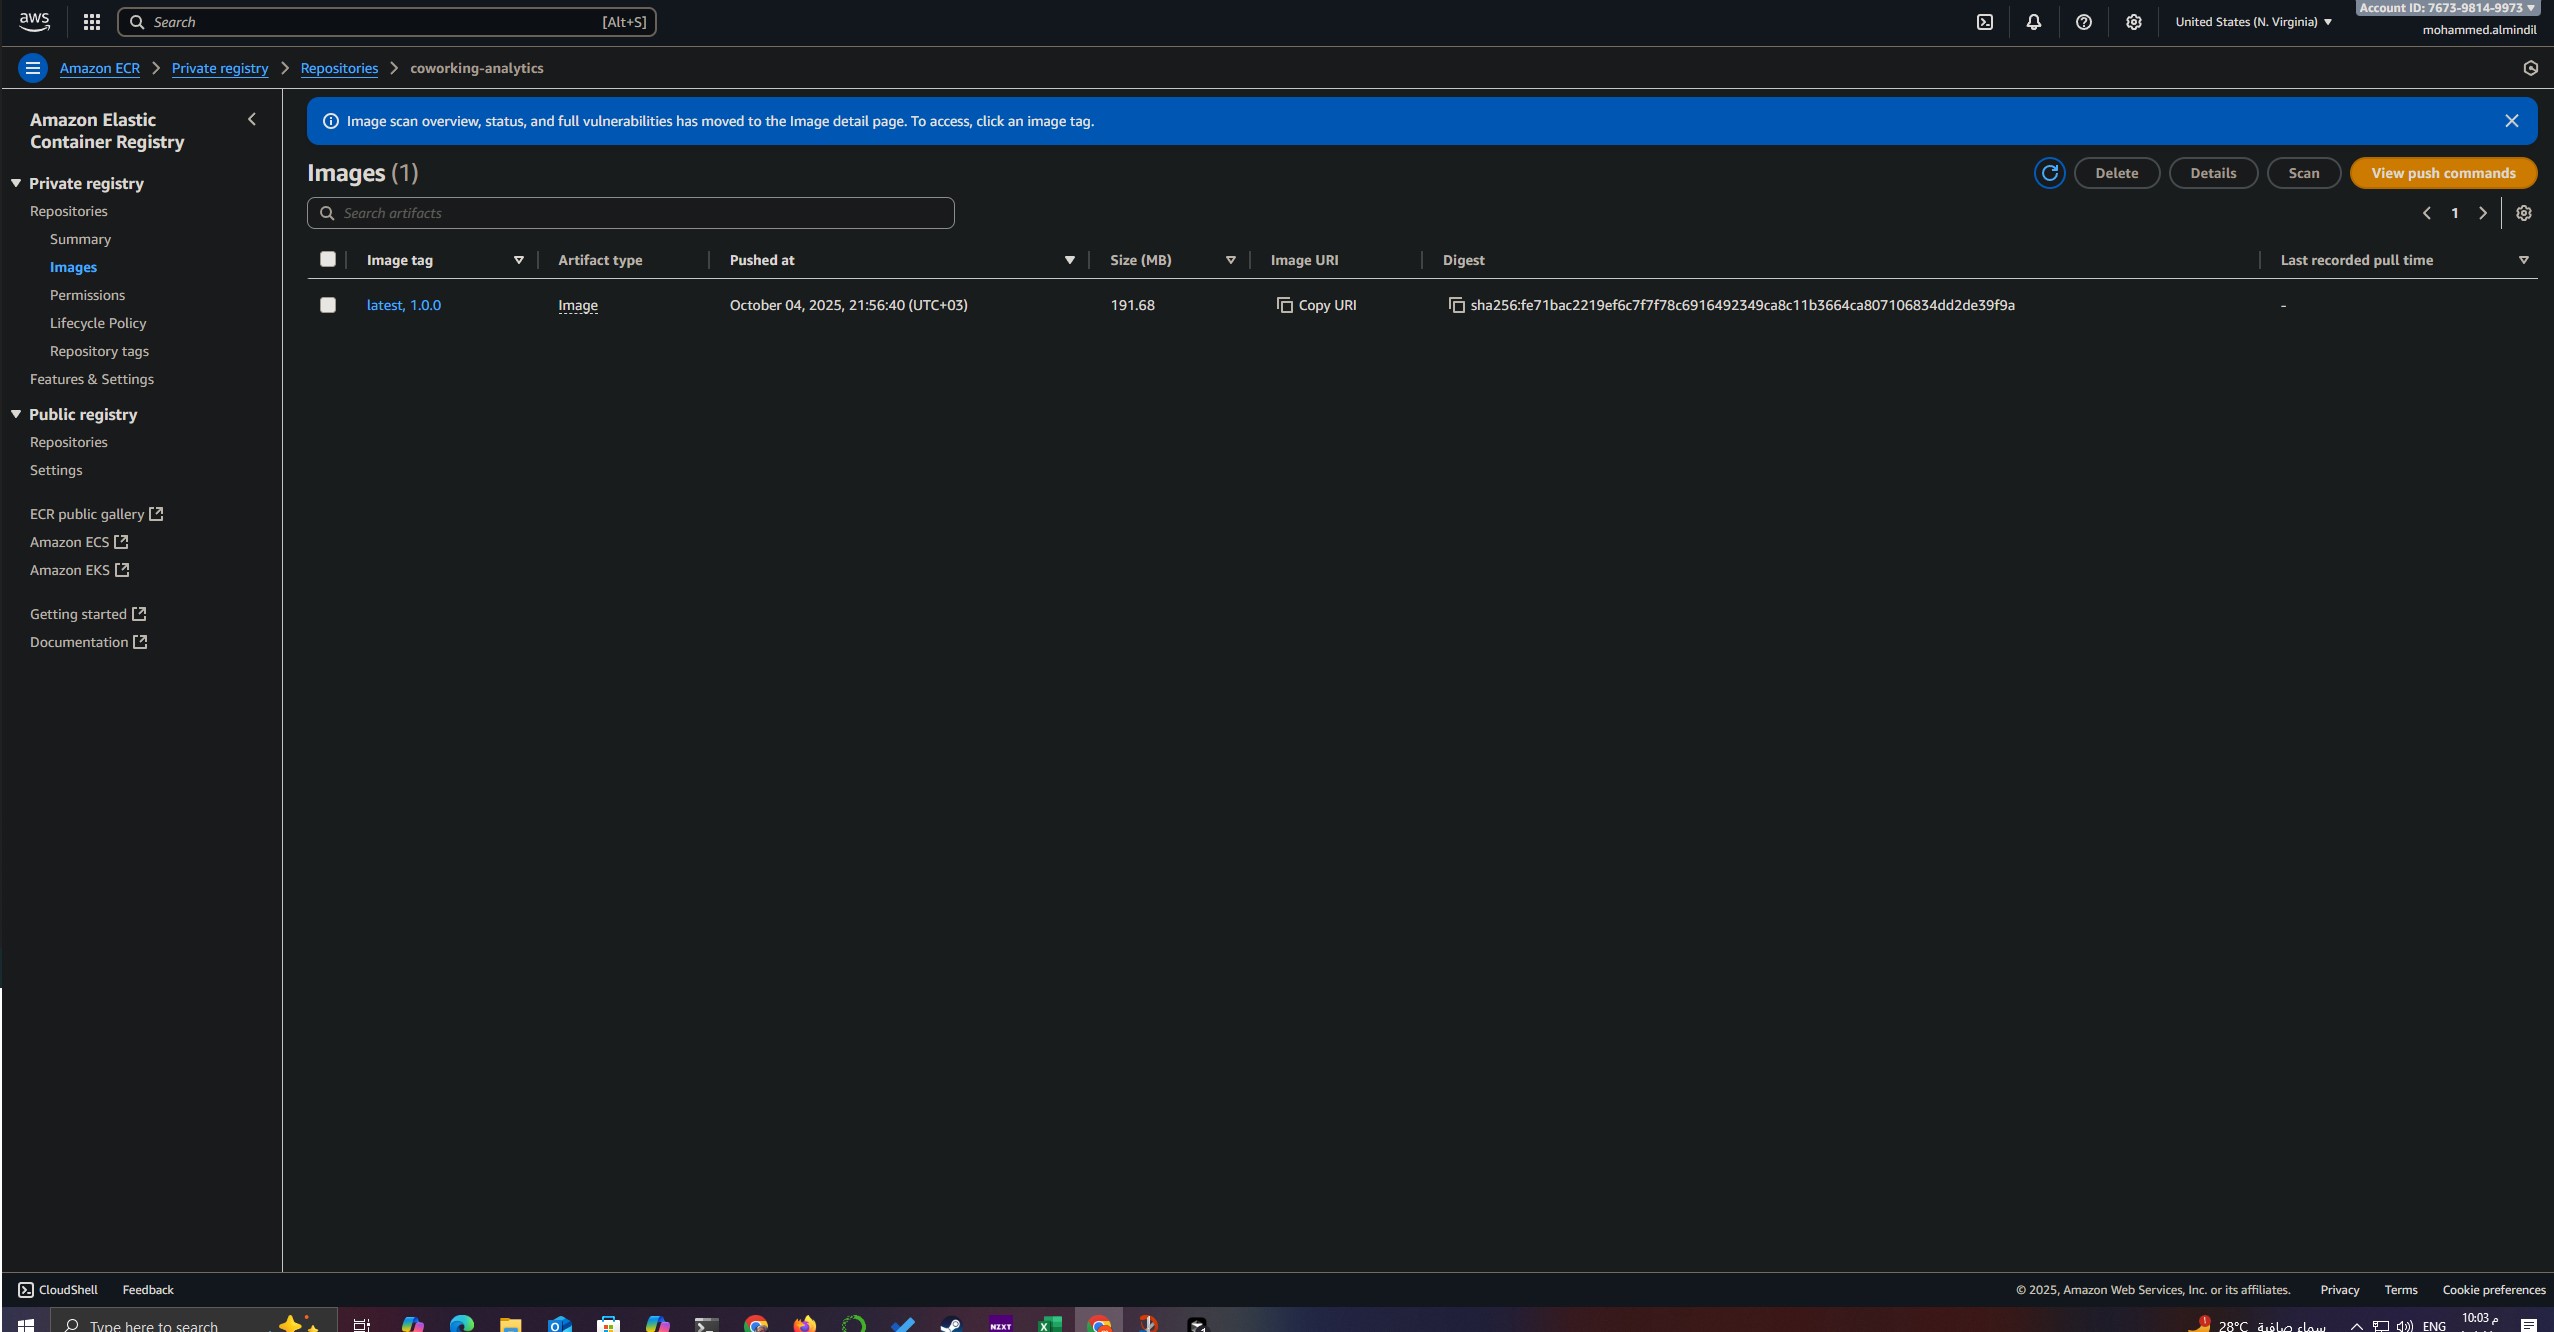 aws
Search [Alt+S]
United States (N. Virginia)
Account ID: 7673-9814-9973
mohammed.almindil
Amazon ECR > Private registry > Repositories > coworking-analytics
Amazon Elastic
Container Registry
Private registry
Repositories
Summary
Images
Permissions
Lifecycle Policy
Repository tags
Features & Settings
Public registry
Repositories
Settings
ECR public gallery
Amazon ECS
Amazon EKS
Getting started
Documentation
Image scan overview, status, and full vulnerabilities has moved to the Image detail page. To access, click an image tag.
Images (1)
Delete
Details
Scan
View push commands
Search artifacts
1
Image tag Artifact type Pushed at Size (MB) Image URI Digest Last recorded pull time
latest, 1.0.0 Image October 04, 2025, 21:56:40 (UTC+03) 191.68 Copy URI sha256:fe71bac2219ef6c7f7f78c6916492349ca8c11b3664ca807106834dd2de39f9a -
CloudShell Feedback
© 2025, Amazon Web Services, Inc. or its affiliates. Privacy Terms Cookie preferences
Type here to search
NZXT
1
28°C سماء صافية
ENG
10:03 م